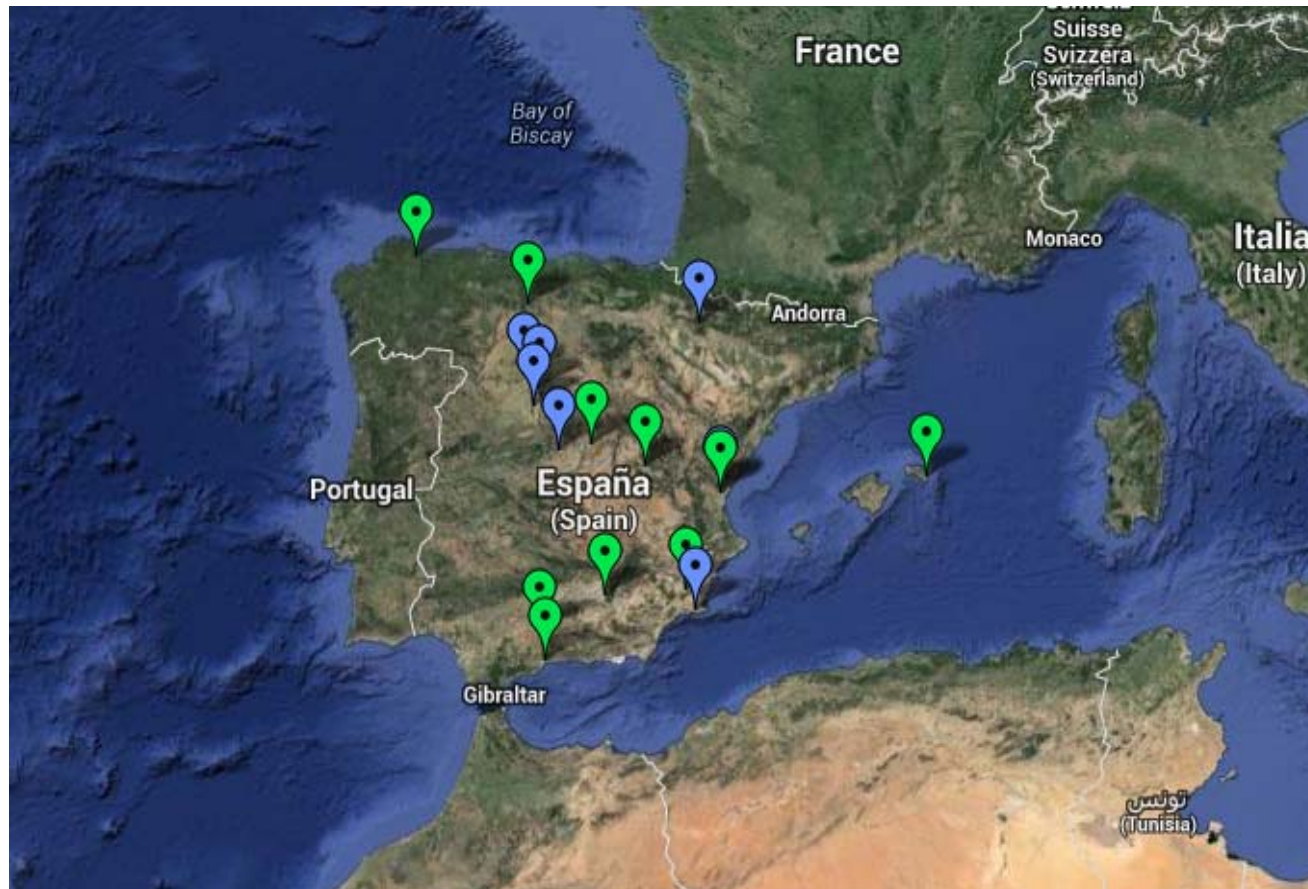 Suisse
Svizzera
(Switzerland)
France
Bay of
Biscay
Monaco
Italia
(Italy)
Andorra
Portugal
España
(Spain)
Gibraltar
تونس
(Tunisia)